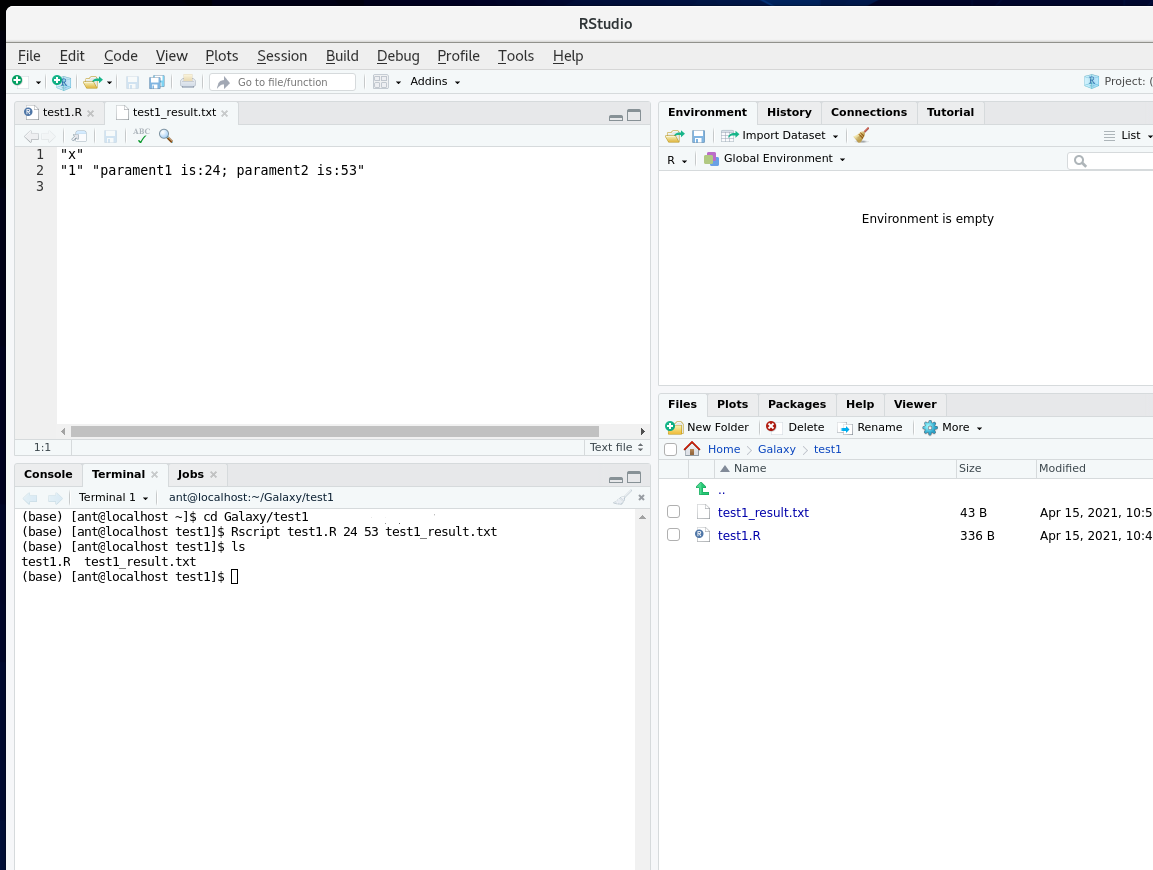 RStudio
File Edit Code View Plots Session Build Debug Profile Tools Help
Go to file/function Addins Project: (
test1.R test1_result.txt
ABC
1 "x"
2 "1" "parament1 is:24; parament2 is:53"
3
1:1 Text file
Console Terminal Jobs
Terminal 1 ant@localhost:~/Galaxy/test1
(base) [ant@localhost ~]$ cd Galaxy/test1
(base) [ant@localhost test1]$ Rscript test1.R 24 53 test1_result.txt
(base) [ant@localhost test1]$ ls
test1.R  test1_result.txt
(base) [ant@localhost test1]$
Environment History Connections Tutorial
Import Dataset List
R Global Environment
Environment is empty
Files Plots Packages Help Viewer
New Folder Delete Rename More
Home Galaxy test1
Name Size Modified
..
test1_result.txt 43 B Apr 15, 2021, 10:5
test1.R 336 B Apr 15, 2021, 10:4